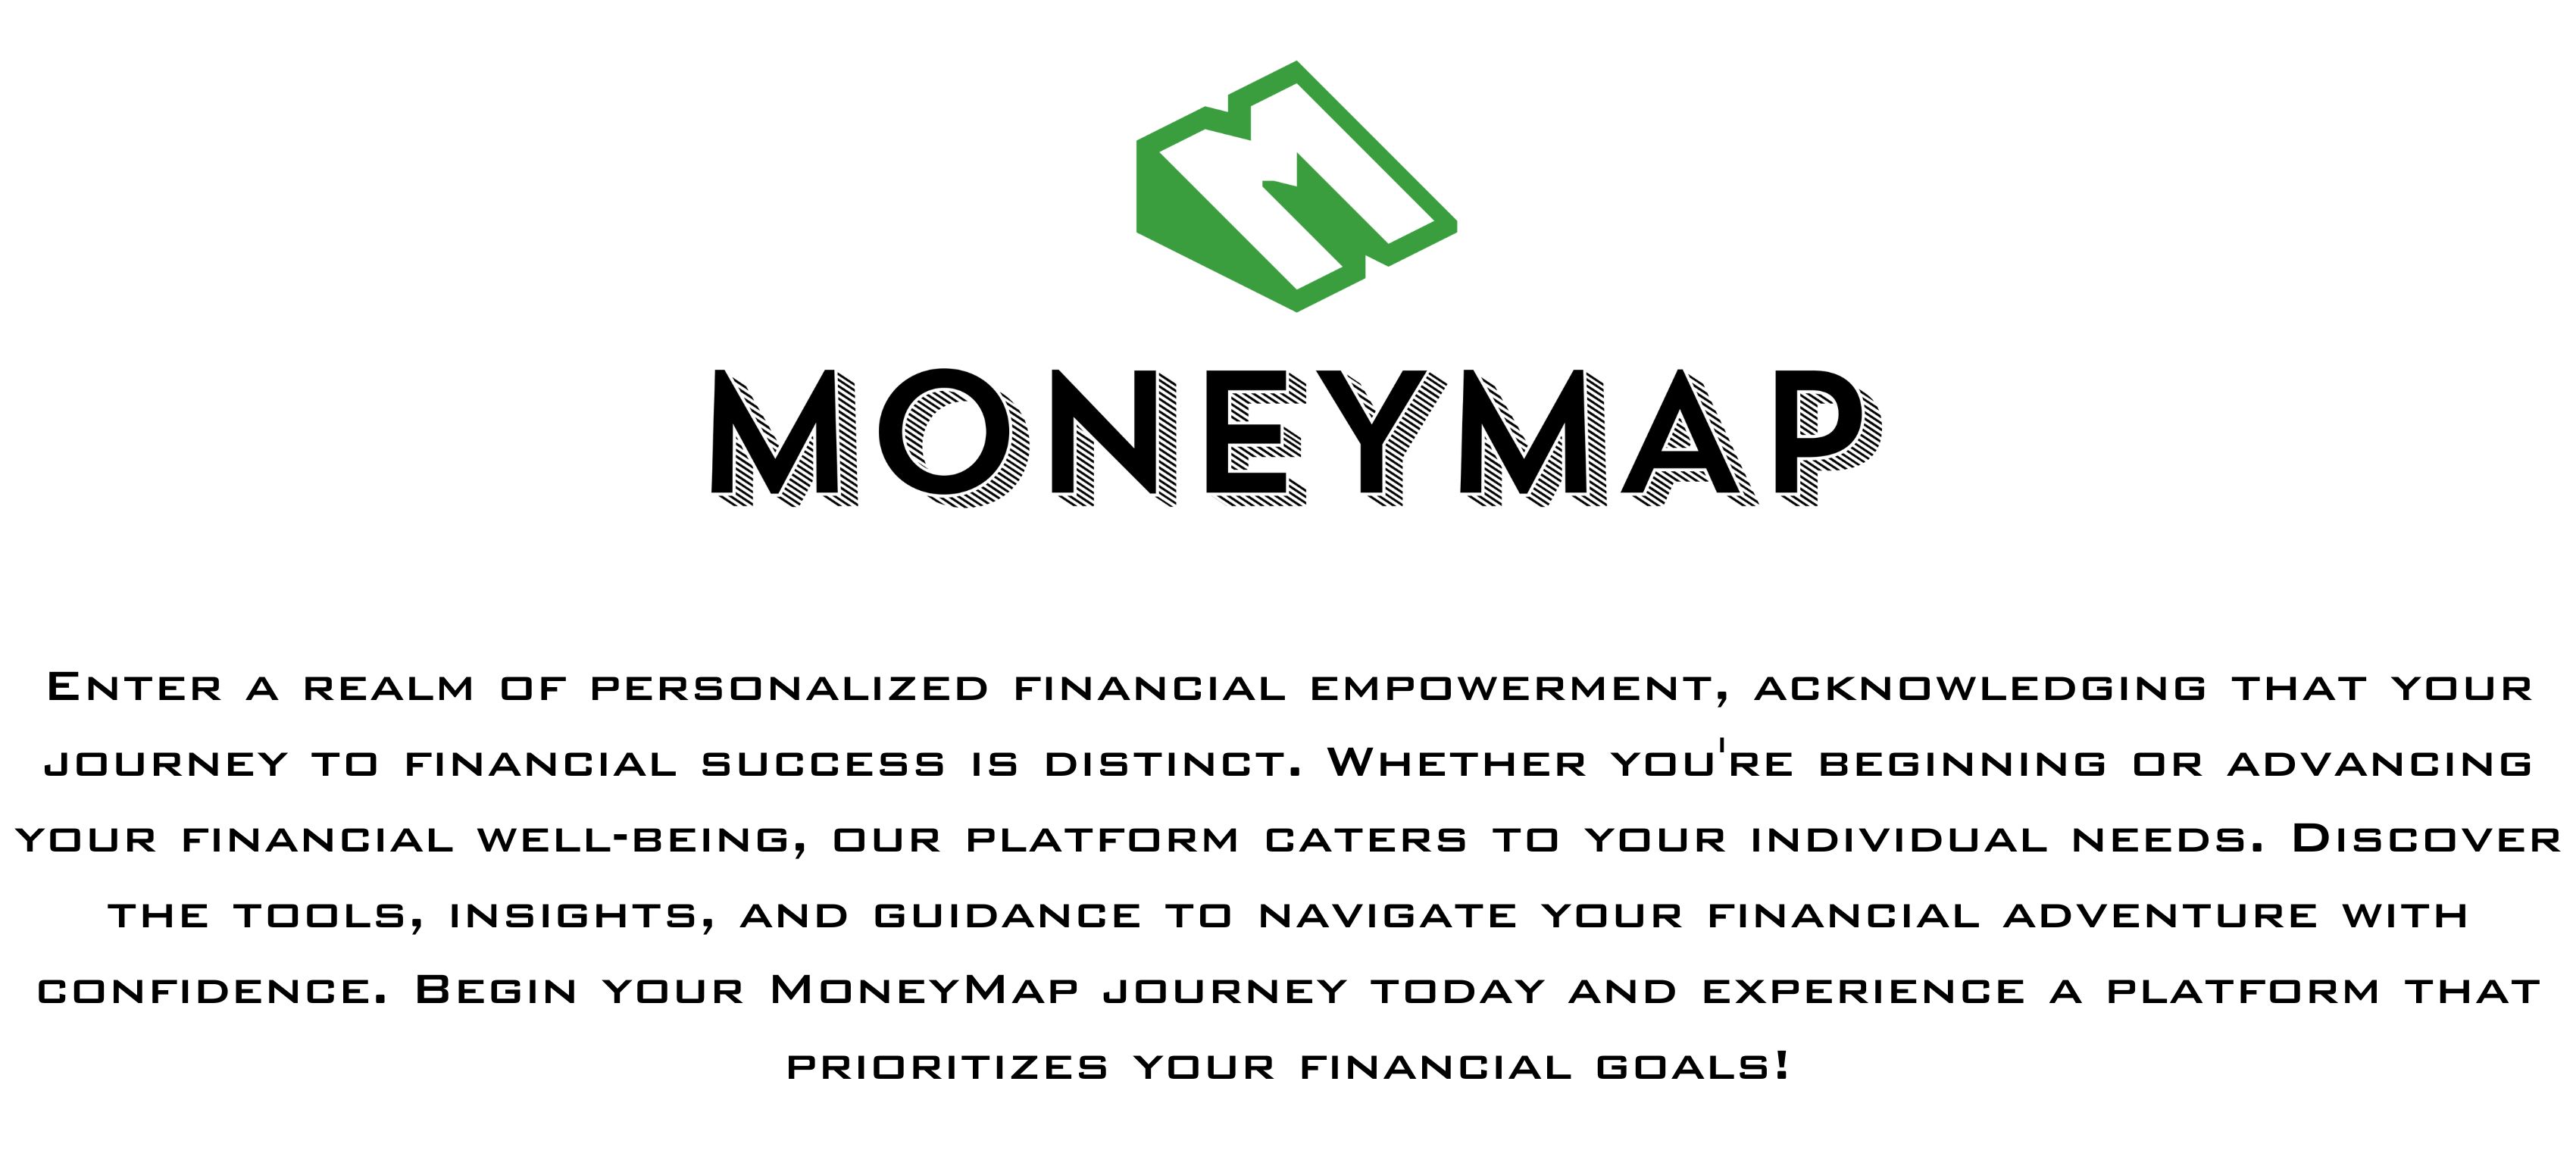 M
MONEYMAP
Enter a realm of personalized financial empowerment, acknowledging that your
journey to financial success is distinct. Whether you're beginning or advancing
your financial well-being, our platform caters to your individual needs. Discover
the tools, insights, and guidance to navigate your financial adventure with
confidence. Begin your MoneyMap journey today and experience a platform that
prioritizes your financial goals!